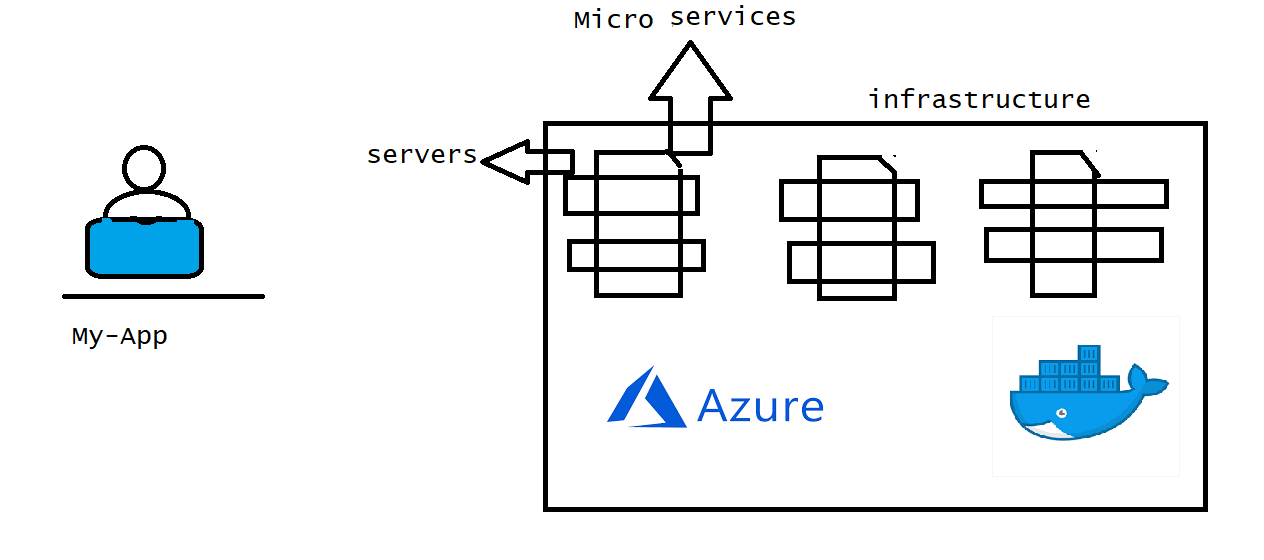 Micro services
infrastructure
servers
My-App
Azure